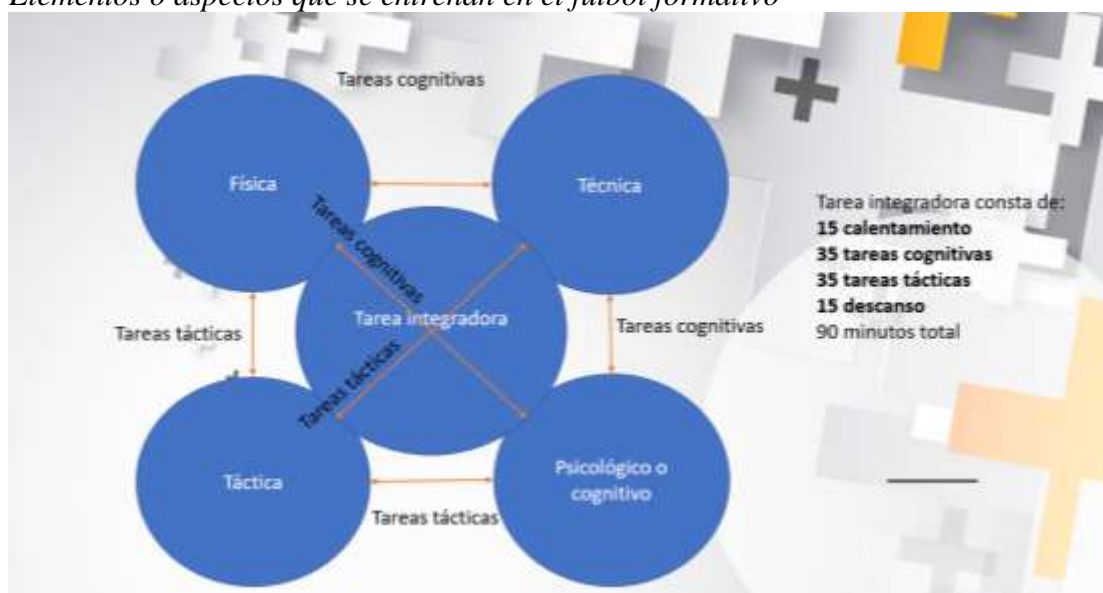 Elementos o aspectos que se entrenan en el fútbol formativo
Tareas cognitivas
Física
Técnica
Tareas cognitivas
Tarea integradora
Tareas tácticas
Tareas tácticas
Tareas cognitivas
Táctica
Psicológico o
cognitivo
Tareas tácticas
Tarea integradora consta de:
15 calentamiento
35 tareas cognitivas
35 tareas tácticas
15 descanso
90 minutos total